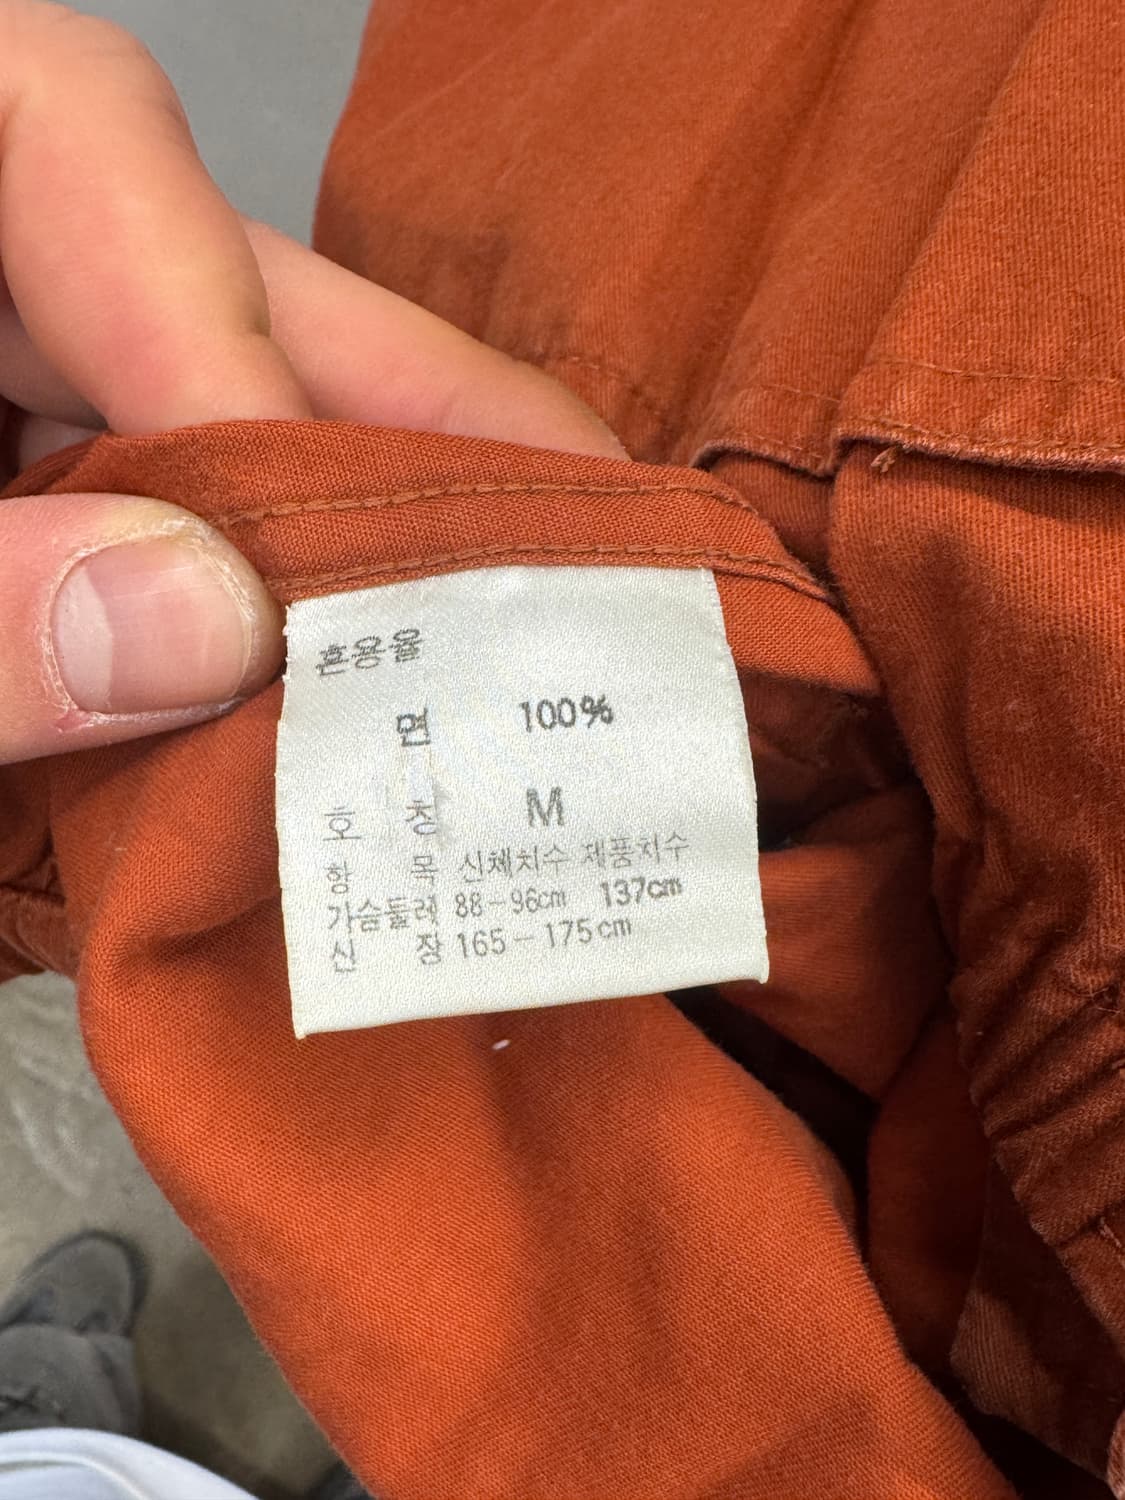 혼용율
면 100%
호 칭 M
항 목 신체치수 제품치수
가슴둘레 88-96cm 137cm
신 장 165-175cm